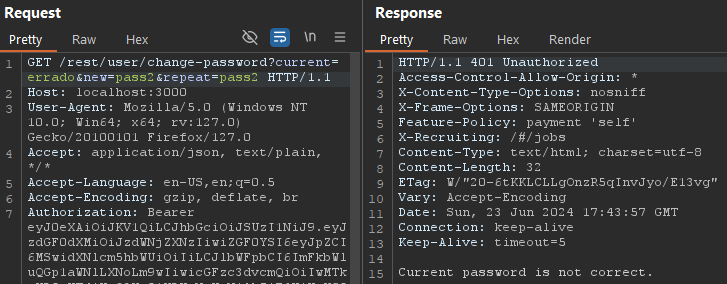 Request
Pretty Raw Hex
\n
1 GET /rest/user/change-password?current=
errado&new=pass2&repeat=pass2 HTTP/1.1
2 Host: localhost:3000
3 User-Agent: Mozilla/5.0 (Windows NT
10.0; Win64; x64; rv:127.0)
Gecko/20100101 Firefox/127.0
4 Accept: application/json, text/plain,
*/*
5 Accept-Language: en-US,en;q=0.5
6 Accept-Encoding: gzip, deflate, br
7 Authorization: Bearer
eyJ0eXAiOiJKV1QiLCJhbGciOiJSUzI1NiJ9.eyJ
zdGF0dXMiOiJzdWNjZXNzIiwiZGF0YSI6eyJpZCI
6MSwidXNlcm5hbWUiOiIiLCJlbWFpbCI6ImFkbWl
uQGp1aWNlLXNoLm9wIiwicGFzc3dvcmQiOiIwMTk
Response
Pretty Raw Hex Render
1 HTTP/1.1 401 Unauthorized
2 Access-Control-Allow-Origin: *
3 X-Content-Type-Options: nosniff
4 X-Frame-Options: SAMEORIGIN
5 Feature-Policy: payment 'self'
6 X-Recruiting: /#/jobs
7 Content-Type: text/html; charset=utf-8
8 Content-Length: 32
9 ETag: W/"20-6tKKLCLLgOnzR5qInvJyo/E13vg"
10 Vary: Accept-Encoding
11 Date: Sun, 23 Jun 2024 17:43:57 GMT
12 Connection: keep-alive
13 Keep-Alive: timeout=5
14
15 Current password is not correct.